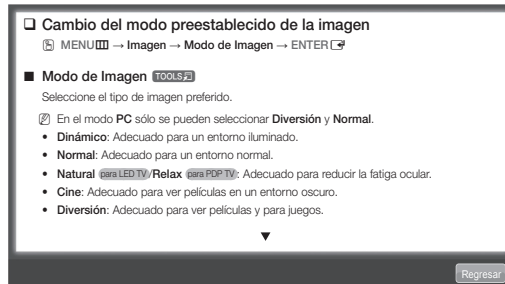 ❑ Cambio del modo preestablecido de la imagen
MENU → Imagen → Modo de Imagen → ENTER
■ Modo de Imagen TOOLS
Seleccione el tipo de imagen preferido.
En el modo PC sólo se pueden seleccionar Diversión y Normal.
• Dinámico: Adecuado para un entorno iluminado.
• Normal: Adecuado para un entorno normal.
• Natural para LED TV/Relax para PDP TV: Adecuado para reducir la fatiga ocular.
• Cine: Adecuado para ver películas en un entorno oscuro.
• Diversión: Adecuado para ver películas y para juegos.
▼
Regresar